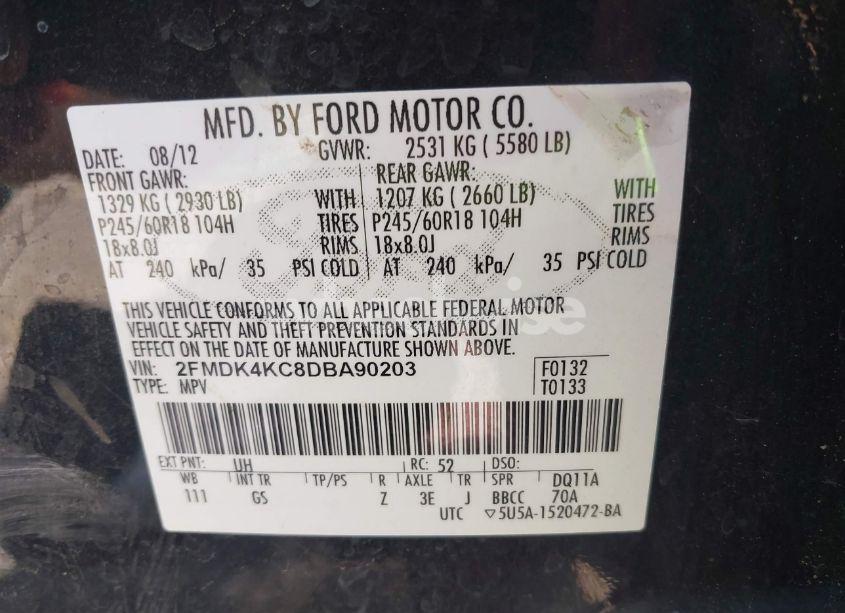 MFD. BY FORD MOTOR CO.
DATE: 08/12 GVWR: 2531 KG ( 5580 LB)
FRONT GAWR: REAR GAWR:
1329 KG ( 2930 LB) WITH 1207 KG ( 2660 LB) WITH
P245/60R18 104H TIRES P245/60R18 104H TIRES
18x8.0J RIMS 18x8.0J RIMS
AT 240 kPa/ 35 PSI COLD AT 240 kPa/ 35 PSI COLD
THIS VEHICLE CONFORMS TO ALL APPLICABLE FEDERAL MOTOR
VEHICLE SAFETY AND THEFT PREVENTION STANDARDS IN
EFFECT ON THE DATE OF MANUFACTURE SHOWN ABOVE.
VIN: 2FMDK4KC8DBA90203 F0132
TYPE: MPV T0133
EXT PNT: UH RC: 52 DSO:
WB INT TR TP/PS R AXLE TR SPR DQ11A
111 GS Z 3E J BBCC 70A
UTC ▽5U5A-1520472-BA